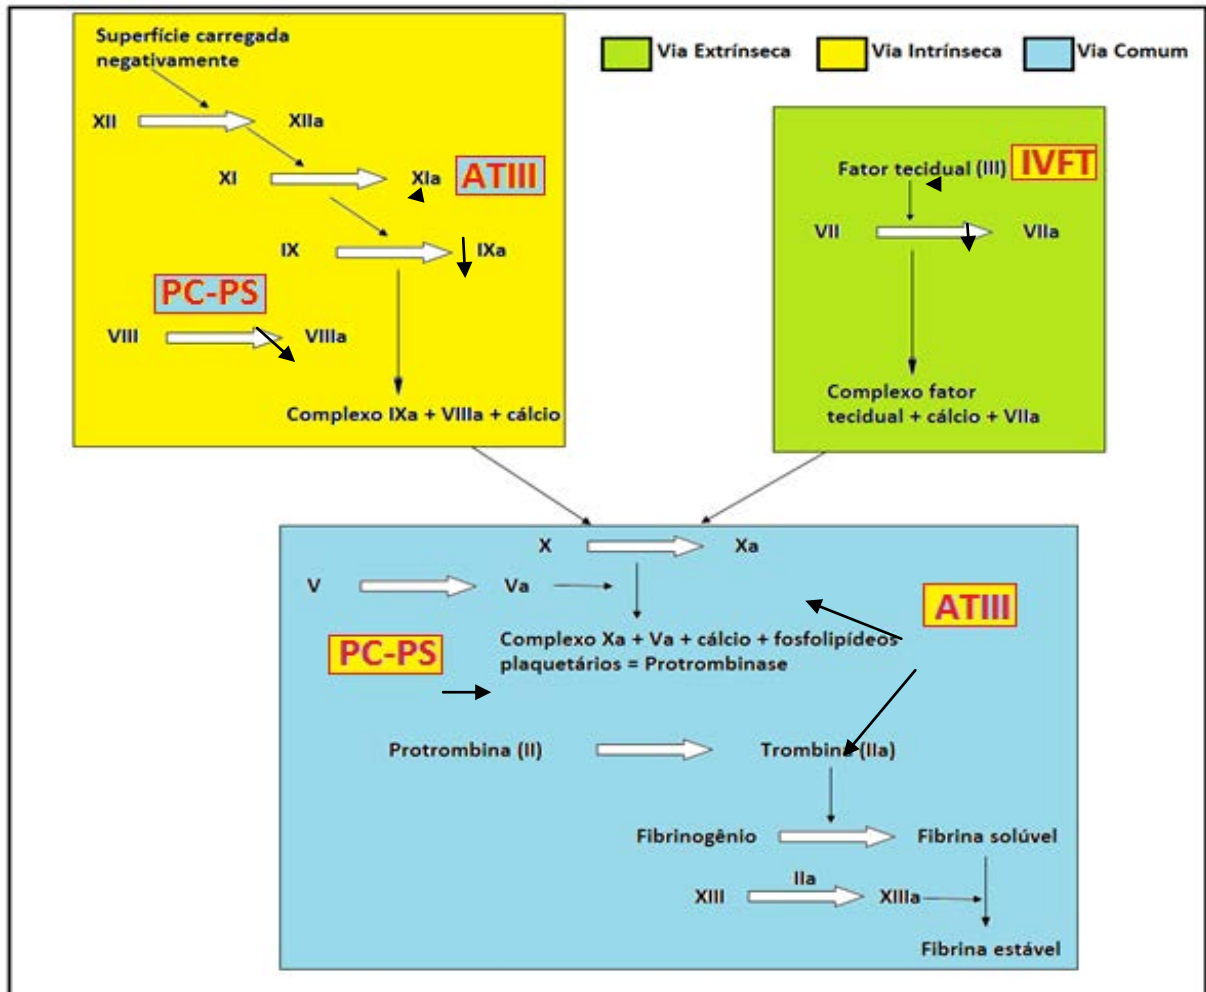 Superfície carregada
negativamente
XII XIIa
XI XIa ATIII
IX IXa
PC-PS
VIII VIIIa
Complexo IXa + VIIIa + cálcio
Via Extrínseca Via Intrínseca Via Comum
Fator tecidual (III) IVFT
VII VIIa
Complexo fator
tecidual + cálcio + VIIa
X Xa
V Va
ATIII
Complexo Xa + Va + cálcio + fosfolipídeos
plaquetários = Protrombinase
PC-PS
Protrombina (II) Trombina (IIa)
Fibrinogênio Fibrina solúvel
IIa
XIII XIIIa
Fibrina estável